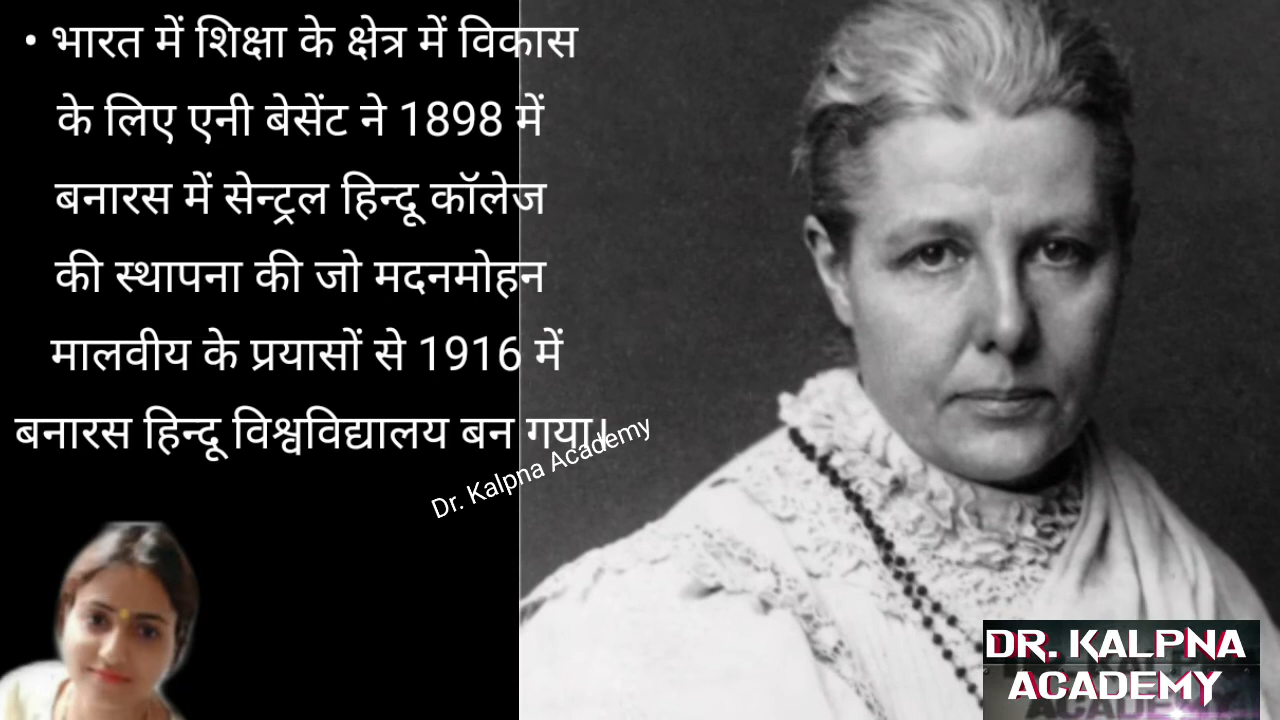 • भारत में शिक्षा के क्षेत्र में विकास
के लिए एनी बेसेंट ने 1898 में
बनारस में सेन्ट्रल हिन्दू कॉलेज
की स्थापना की जो मदनमोहन
मालवीय के प्रयासों से 1916 में
बनारस हिन्दू विश्वविद्यालय बन गया।
Dr. Kalpna Academy
DR. KALPNA
ACADEMY